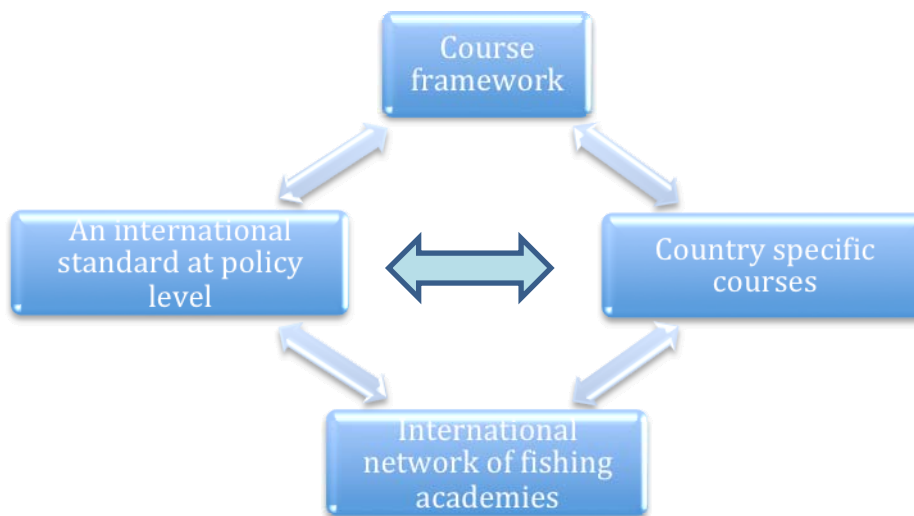 Course
framework
An international
standard at policy
level
Country specific
courses
International
network of fishing
academies